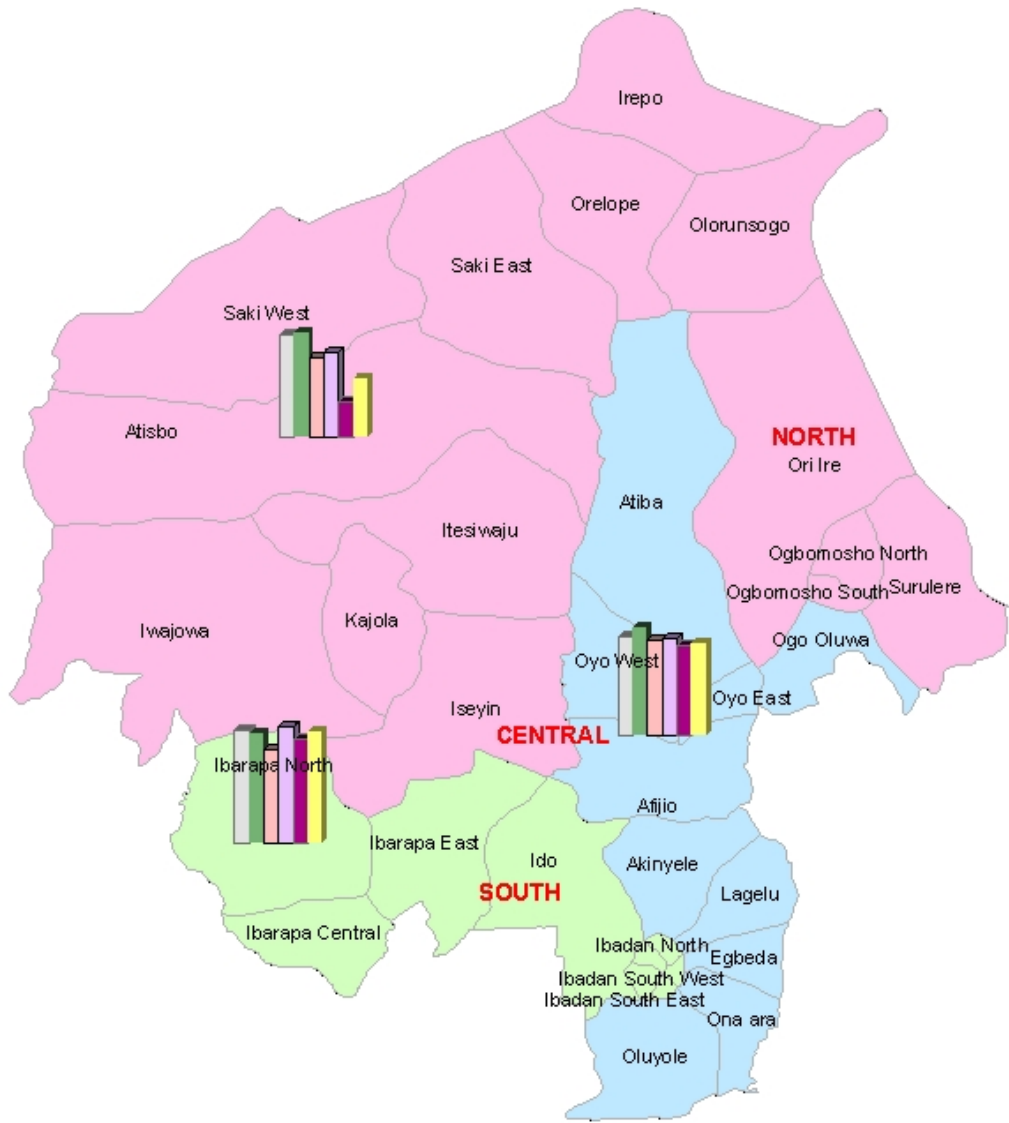 Irepo
Orelope
Olorunsogo
Saki East
Saki West
Atisbo
NORTH
Ori Ire
Atiba
Itesiwaju
Ogbomosho North
Ogbomosho South
Surulere
Kajola
Iwajowa
Ogo Oluwa
Oyo West
Oyo East
Iseyin
CENTRAL
Ibarapa North
Afijio
Ibarapa East
Ido
Akinyele
SOUTH
Lagelu
Ibarapa Central
Ibadan North
Egbeda
Ibadan South West
Ibadan South East
Ona ara
Oluyole